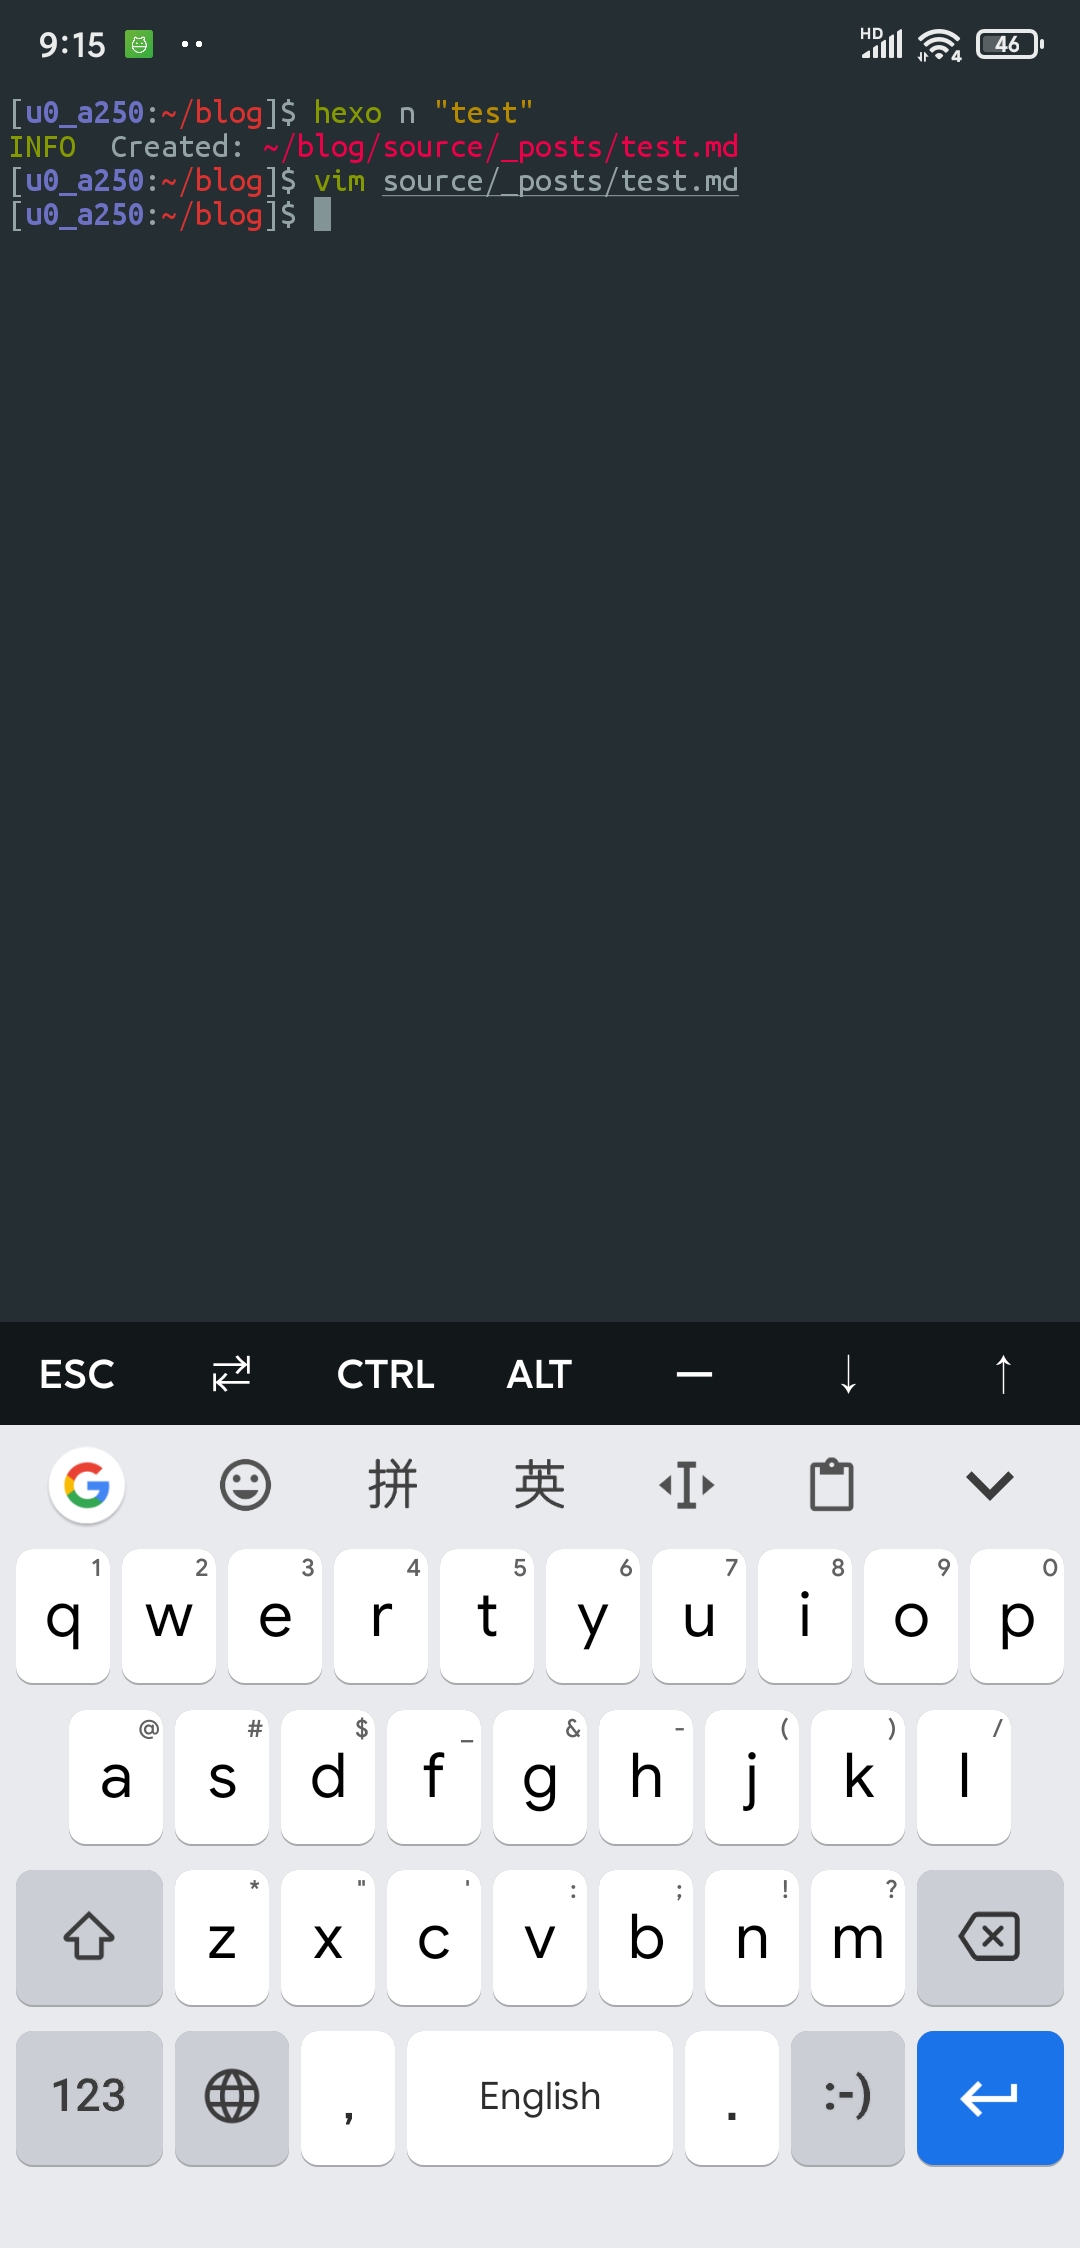 9:15 HD 4 46
[u0_a250:~/blog]$ hexo n "test"
INFO  Created: ~/blog/source/_posts/test.md
[u0_a250:~/blog]$ vim source/_posts/test.md
[u0_a250:~/blog]$
ESC CTRL ALT — ↓ ↑
G 拼 英
1 2 3 4 5 6 7 8 9 0
q w e r t y u i o p
@ # $ _ & - ( ) /
a s d f g h j k l
* " ' : ; ! ?
z x c v b n m
123 , English . :-)